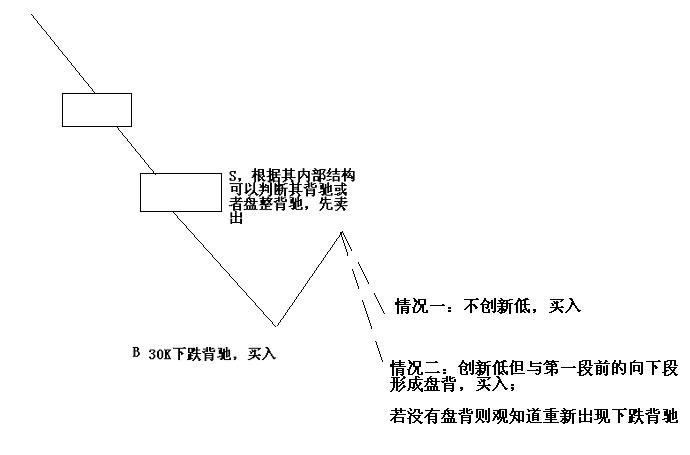 S，根据其内部结构
可以判断其背驰或
者盘整背驰，先卖
出
情况一：不创新低，买入
B 30K下跌背驰，买入
情况二：创新低但与第一段前的向下段
形成盘背，买入；
若没有盘背则观知道重新出现下跌背驰